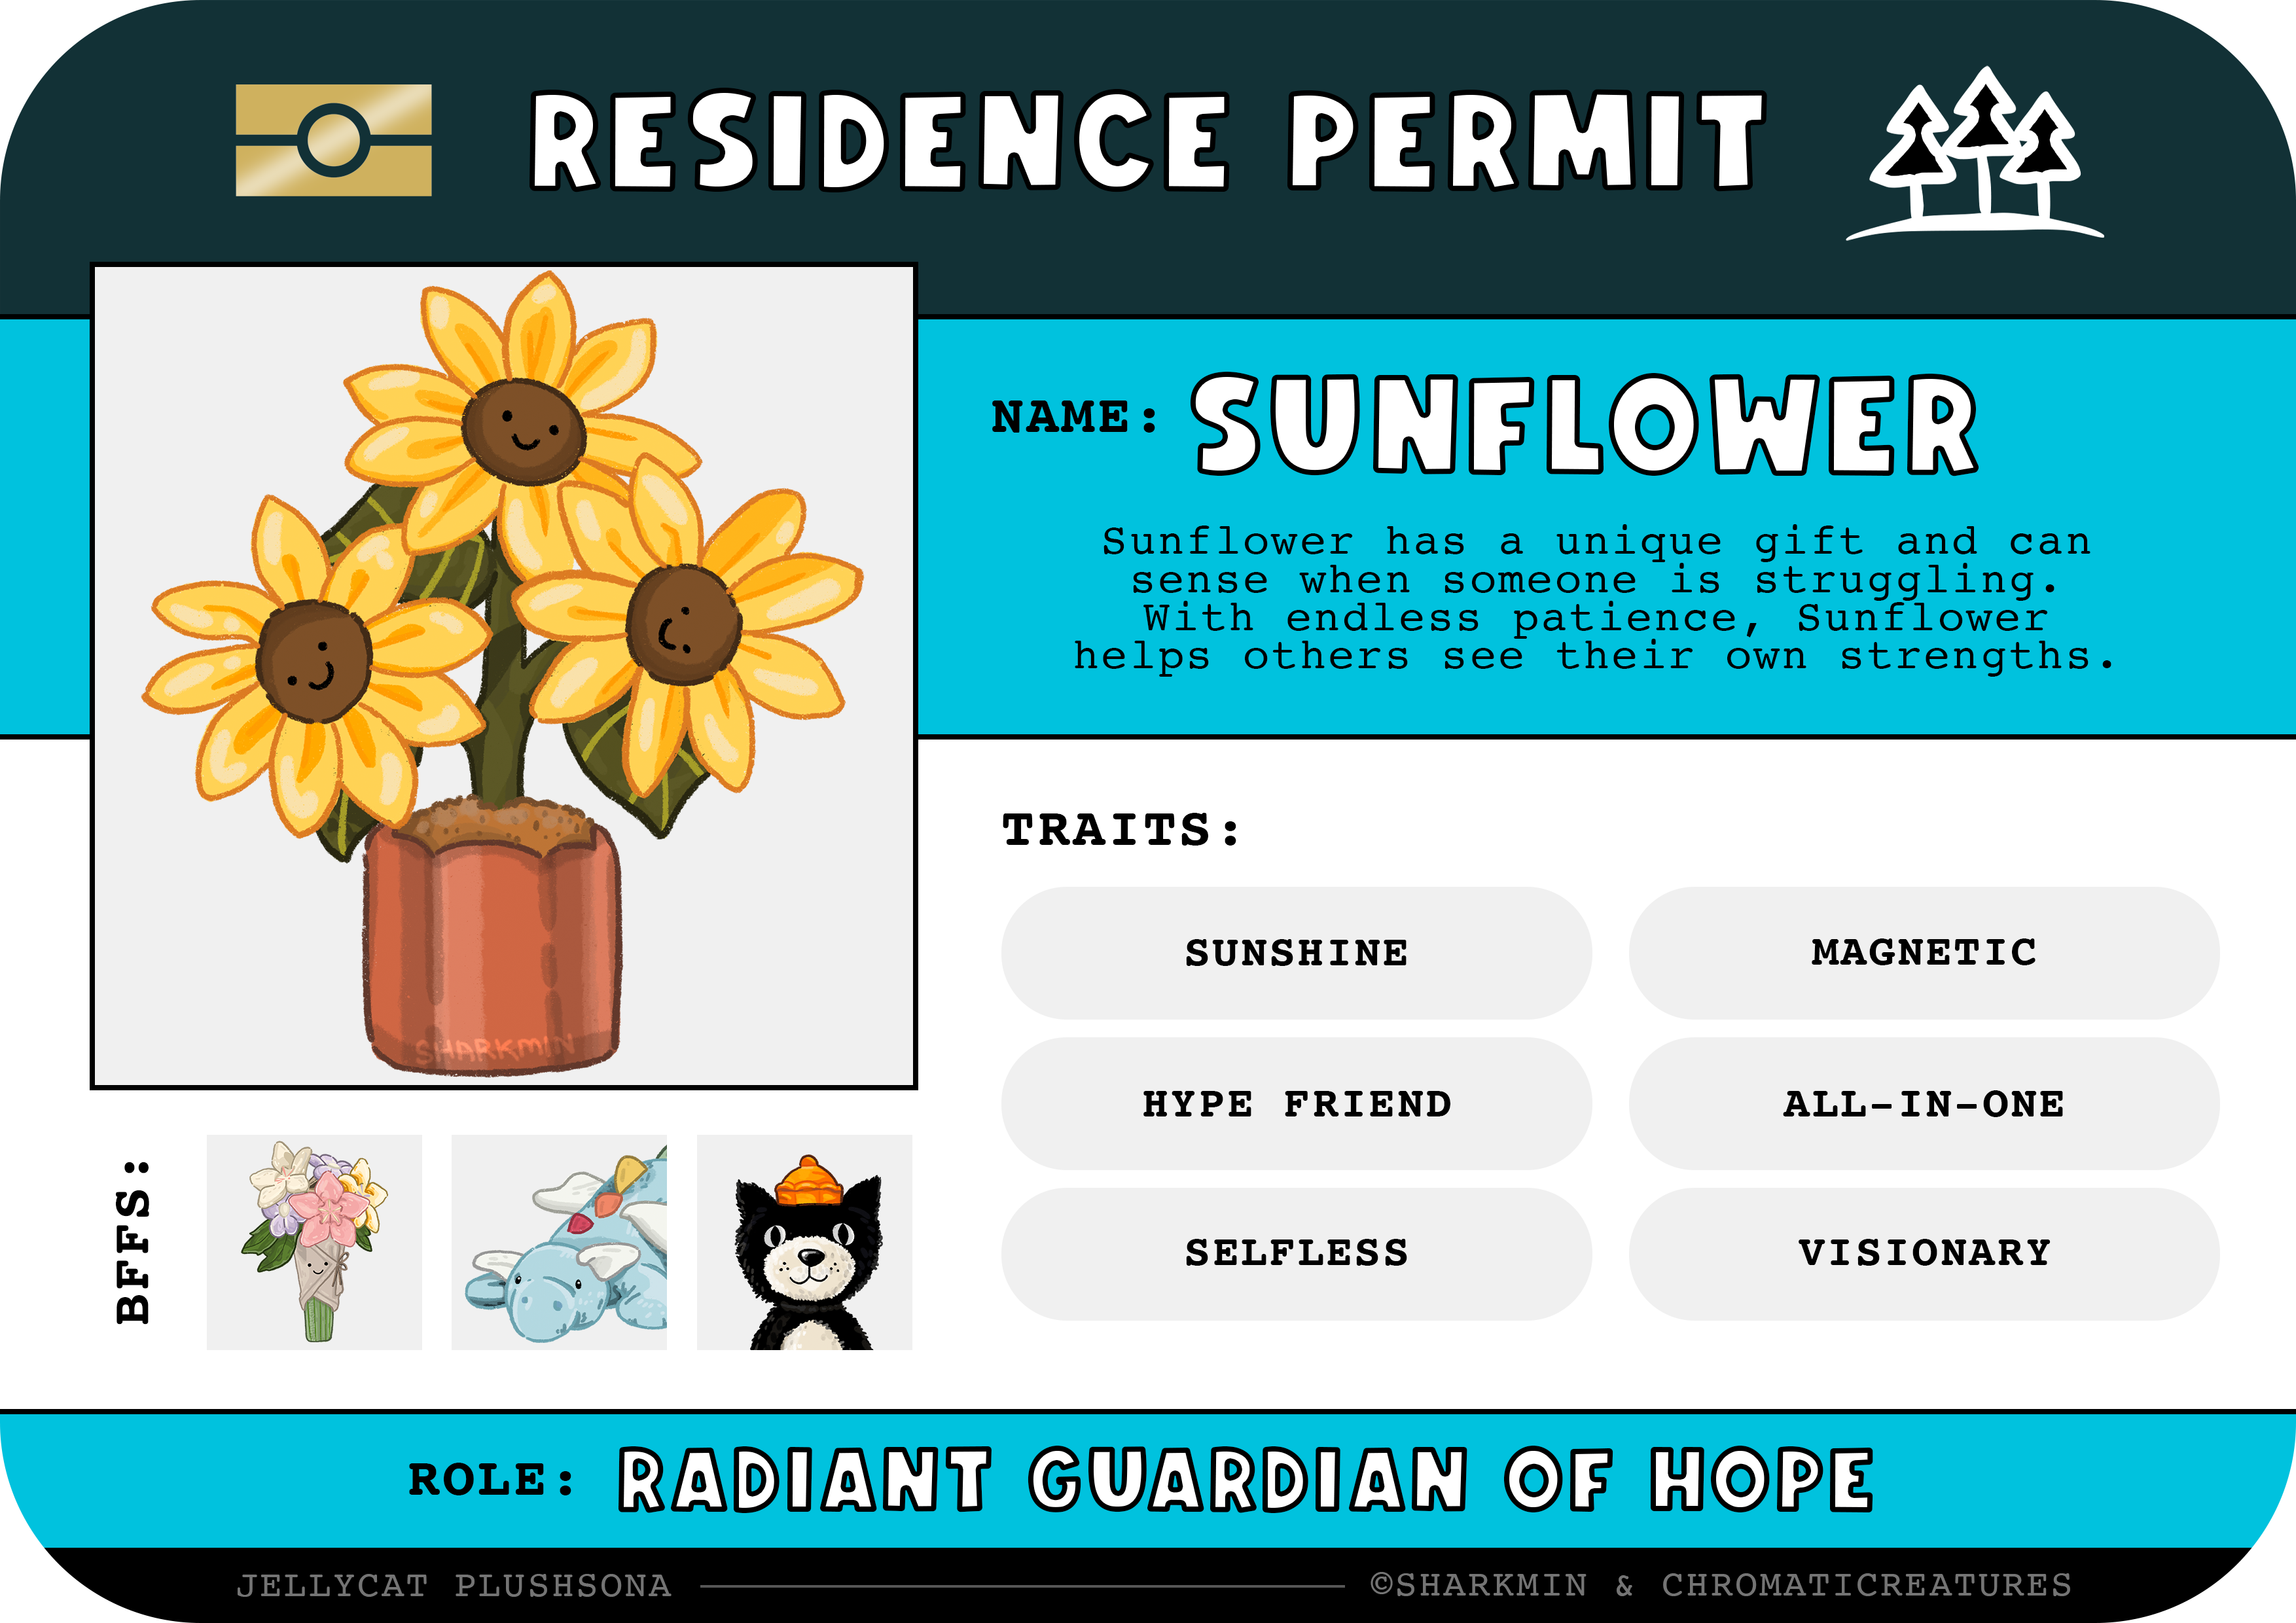 RESIDENCE PERMIT
NAME: SUNFLOWER
Sunflower has a unique gift and can
sense when someone is struggling.
With endless patience, Sunflower
helps others see their own strengths.
TRAITS:
SUNSHINE
MAGNETIC
HYPE FRIEND
ALL-IN-ONE
SELFLESS
VISIONARY
SHARKMIN
BFFS:
ROLE: RADIANT GUARDIAN OF HOPE
JELLYCAT PLUSHSONA
©SHARKMIN & CHROMATICREATURES